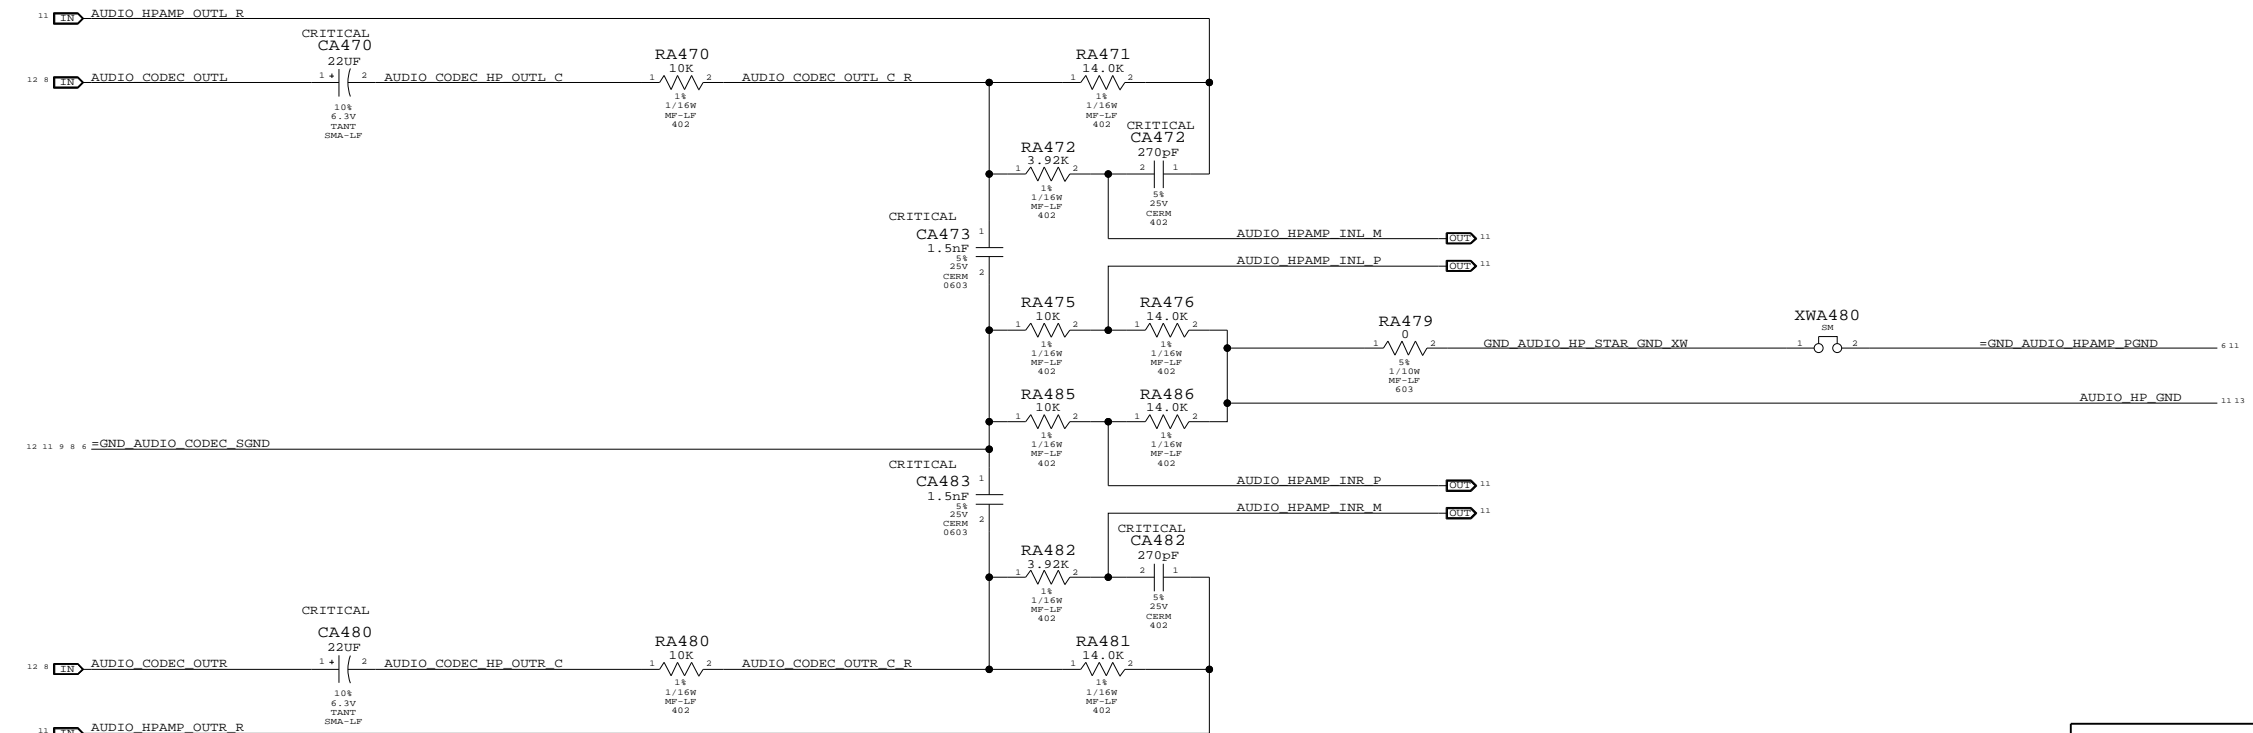 11 IN AUDIO_HPAMP_OUTL_R
CRITICAL
CA470
22UF
12 8 IN AUDIO_CODEC_OUTL 1 + 2 AUDIO_CODEC_HP_OUTL_C
10%
6.3V
TANT
SMA-LF
RA470
10K
1 2 AUDIO_CODEC_OUTL_C_R
1%
1/16W
MF-LF
402
RA471
14.0K
1 2
1%
1/16W
MF-LF
402
RA472
3.92K
1 2
1%
1/16W
MF-LF
402
CRITICAL
CA472
270pF
2 1
5%
25V
CERM
402
CRITICAL
CA473 1
1.5nF
5%
25V
CERM 2
0603
AUDIO_HPAMP_INL_M OUT 11
AUDIO_HPAMP_INL_P OUT 11
RA475
10K
1 2
1%
1/16W
MF-LF
402
RA476
14.0K
1 2
1%
1/16W
MF-LF
402
RA479
0
1 2
5%
1/10W
MF-LF
603
GND_AUDIO_HP_STAR_GND_XW
XWA480
SM
1 2
=GND_AUDIO_HPAMP_PGND 6 11
RA485
10K
1 2
1%
1/16W
MF-LF
402
RA486
14.0K
1 2
1%
1/16W
MF-LF
402
AUDIO_HP_GND 11 13
12 11 9 8 6 =GND_AUDIO_CODEC_SGND
CRITICAL
CA483 1
1.5nF
5%
25V
CERM 2
0603
AUDIO_HPAMP_INR_P OUT 11
AUDIO_HPAMP_INR_M OUT 11
RA482
3.92K
1 2
1%
1/16W
MF-LF
402
CRITICAL
CA482
270pF
2 1
5%
25V
CERM
402
CRITICAL
CA480
22UF
12 8 IN AUDIO_CODEC_OUTR 1 + 2 AUDIO_CODEC_HP_OUTR_C
10%
6.3V
TANT
SMA-LF
RA480
10K
1 2 AUDIO_CODEC_OUTR_C_R
1%
1/16W
MF-LF
402
RA481
14.0K
1 2
1%
1/16W
MF-LF
402
11 IN AUDIO_HPAMP_OUTR_R